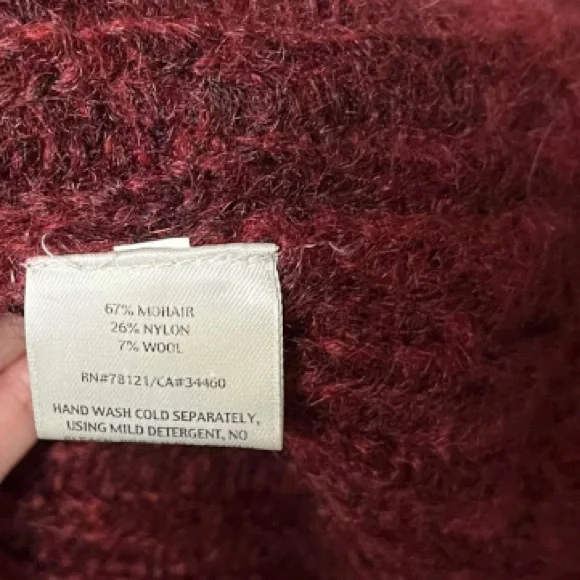 67% MOHAIR
26% NYLON
7% WOOL
RN#78121/CA#34460
HAND WASH COLD SEPARATELY,
USING MILD DETERGENT, NO